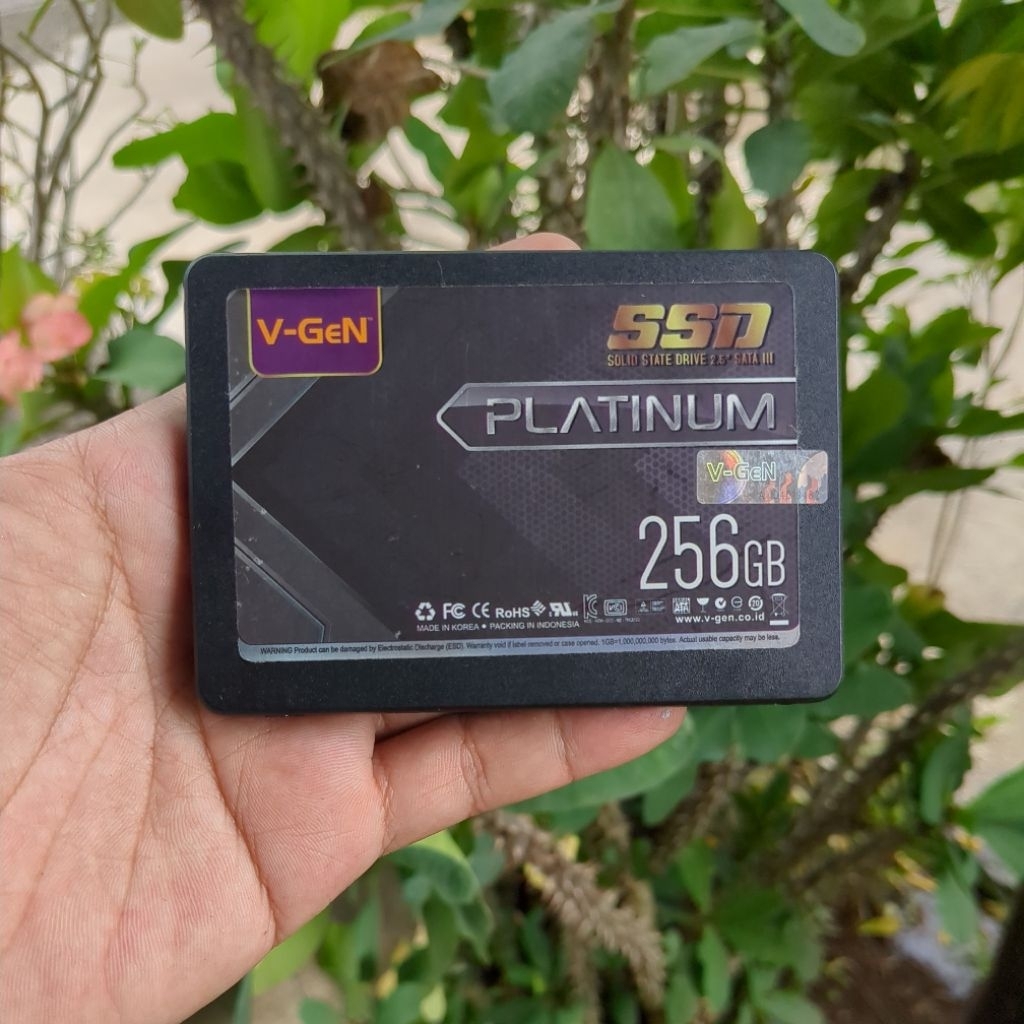 V-GeN™
SSD
SOLID STATE DRIVE 2.5" SATA III
PLATINUM
V-GeN
256GB
FC CE RoHS
MADE IN KOREA • PACKING IN INDONESIA
www.v-gen.co.id
WARNING Product can be damaged by Electrostatic Discharge (ESD). Warranty void if label removed or case opened. 1GB=1,000,000,000 bytes. Actual usable capacity may be less.